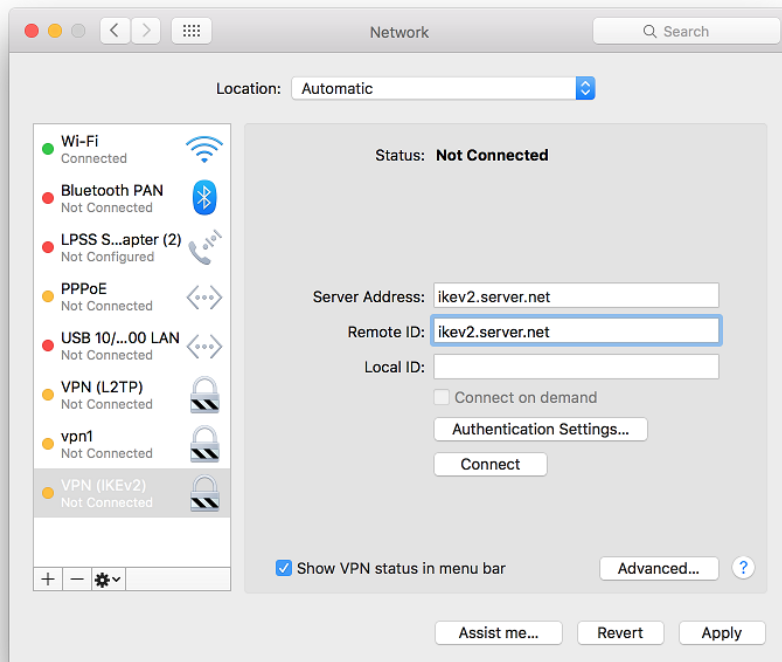 Network
Search
Location: Automatic
Wi-Fi
Connected
Bluetooth PAN
Not Connected
LPSS S...apter (2)
Not Configured
PPPoE
Not Connected
USB 10/...00 LAN
Not Connected
VPN (L2TP)
Not Connected
vpn1
Not Connected
VPN (IKEv2)
Not Connected
Status: Not Connected
Server Address: ikev2.server.net
Remote ID: ikev2.server.net
Local ID:
Connect on demand
Authentication Settings...
Connect
Show VPN status in menu bar
Advanced...
?
Assist me...
Revert
Apply